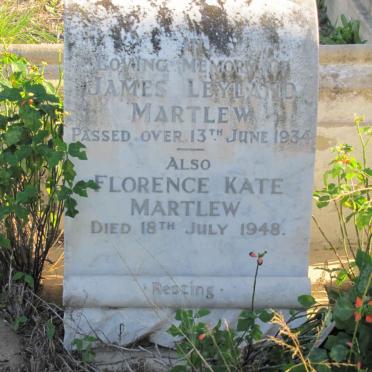 LOVING MEMORY OF
JAMES LEYLAND
MARTLEW
PASSED OVER 13TH JUNE 1934
ALSO
FLORENCE KATE
MARTLEW
DIED 18TH JULY 1948.
· Resting ·